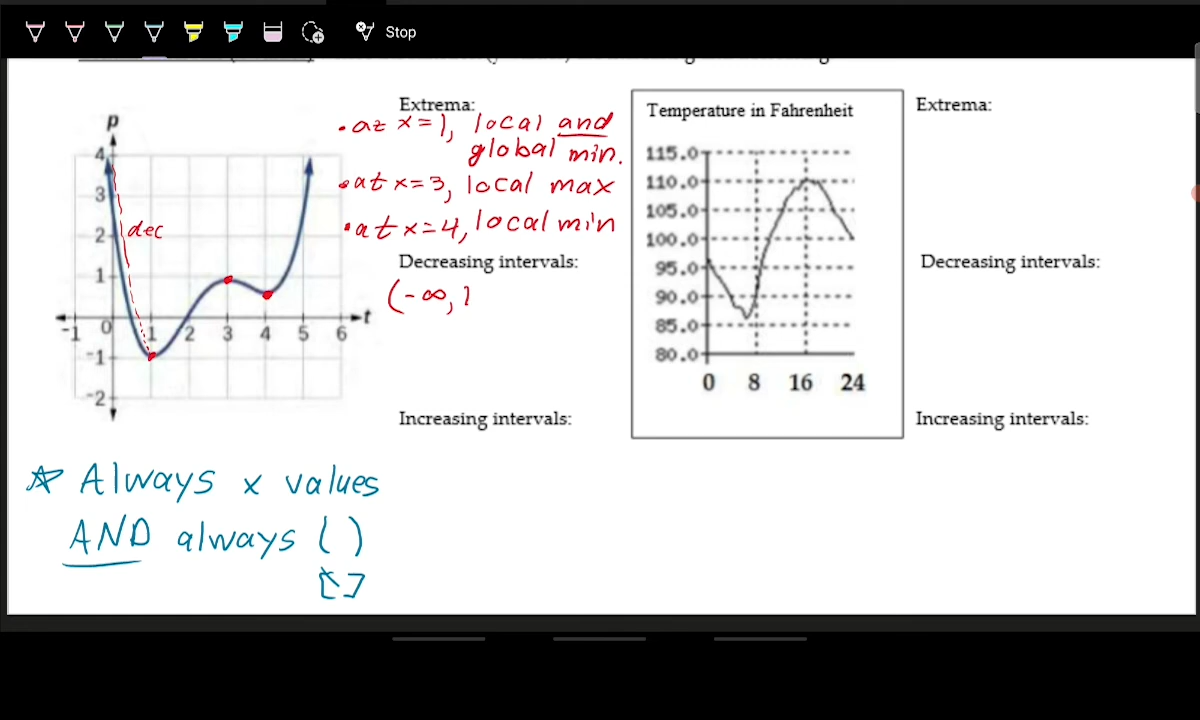 Stop
Extrema:
• at x=1, local and
global min.
• at x=3, local max
• at x=4, local min
Decreasing intervals:
(-∞, 1
Increasing intervals:
p
4
3
2
1
-1 0 1 2 3 4 5 6 t
-1
-2
dec
Temperature in Fahrenheit
115.0
110.0
105.0
100.0
95.0
90.0
85.0
80.0
0 8 16 24
Extrema:
Decreasing intervals:
Increasing intervals:
☆ Always x values
AND always ( )
[ ]